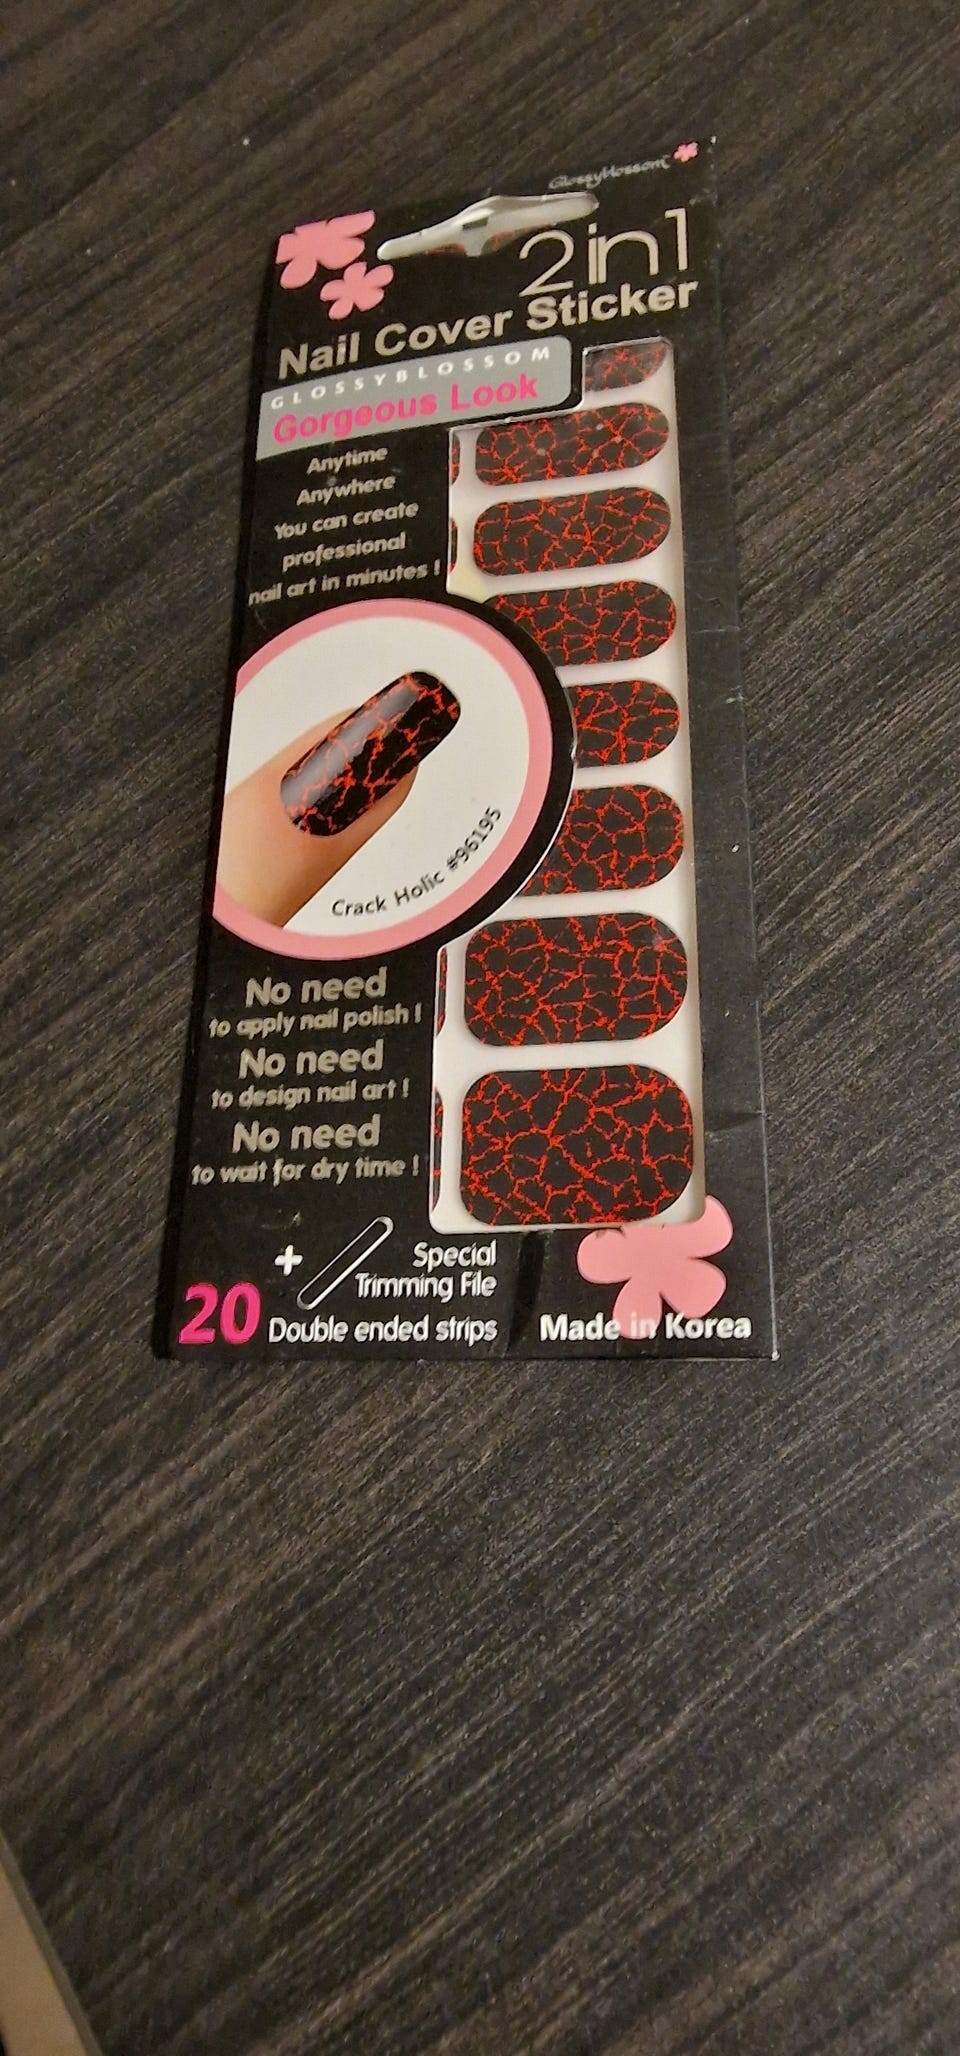 GlossyBlossom
2in1
Nail Cover Sticker
GLOSSYBLOSSOM
Gorgeous Look
Anytime
Anywhere
You can create
professional
nail art in minutes !
Crack Holic #96195
No need
to apply nail polish !
No need
to design nail art !
No need
to wait for dry time !
+ Special
Trimming File
20 Double ended strips
Made in Korea